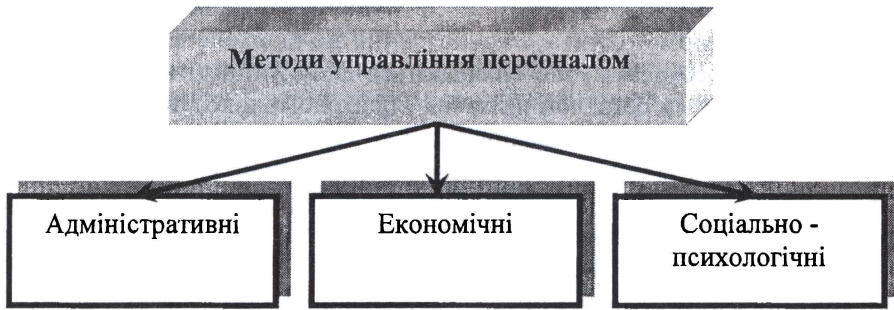 Методи управління персоналом
Адміністративні
Економічні
Соціально -
психологічні